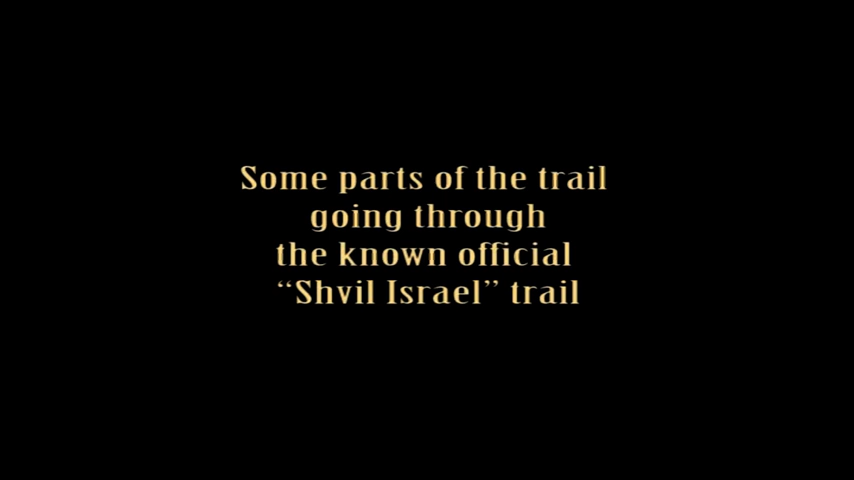 Some parts of the trail
going through
the known official
“Shvil Israel” trail